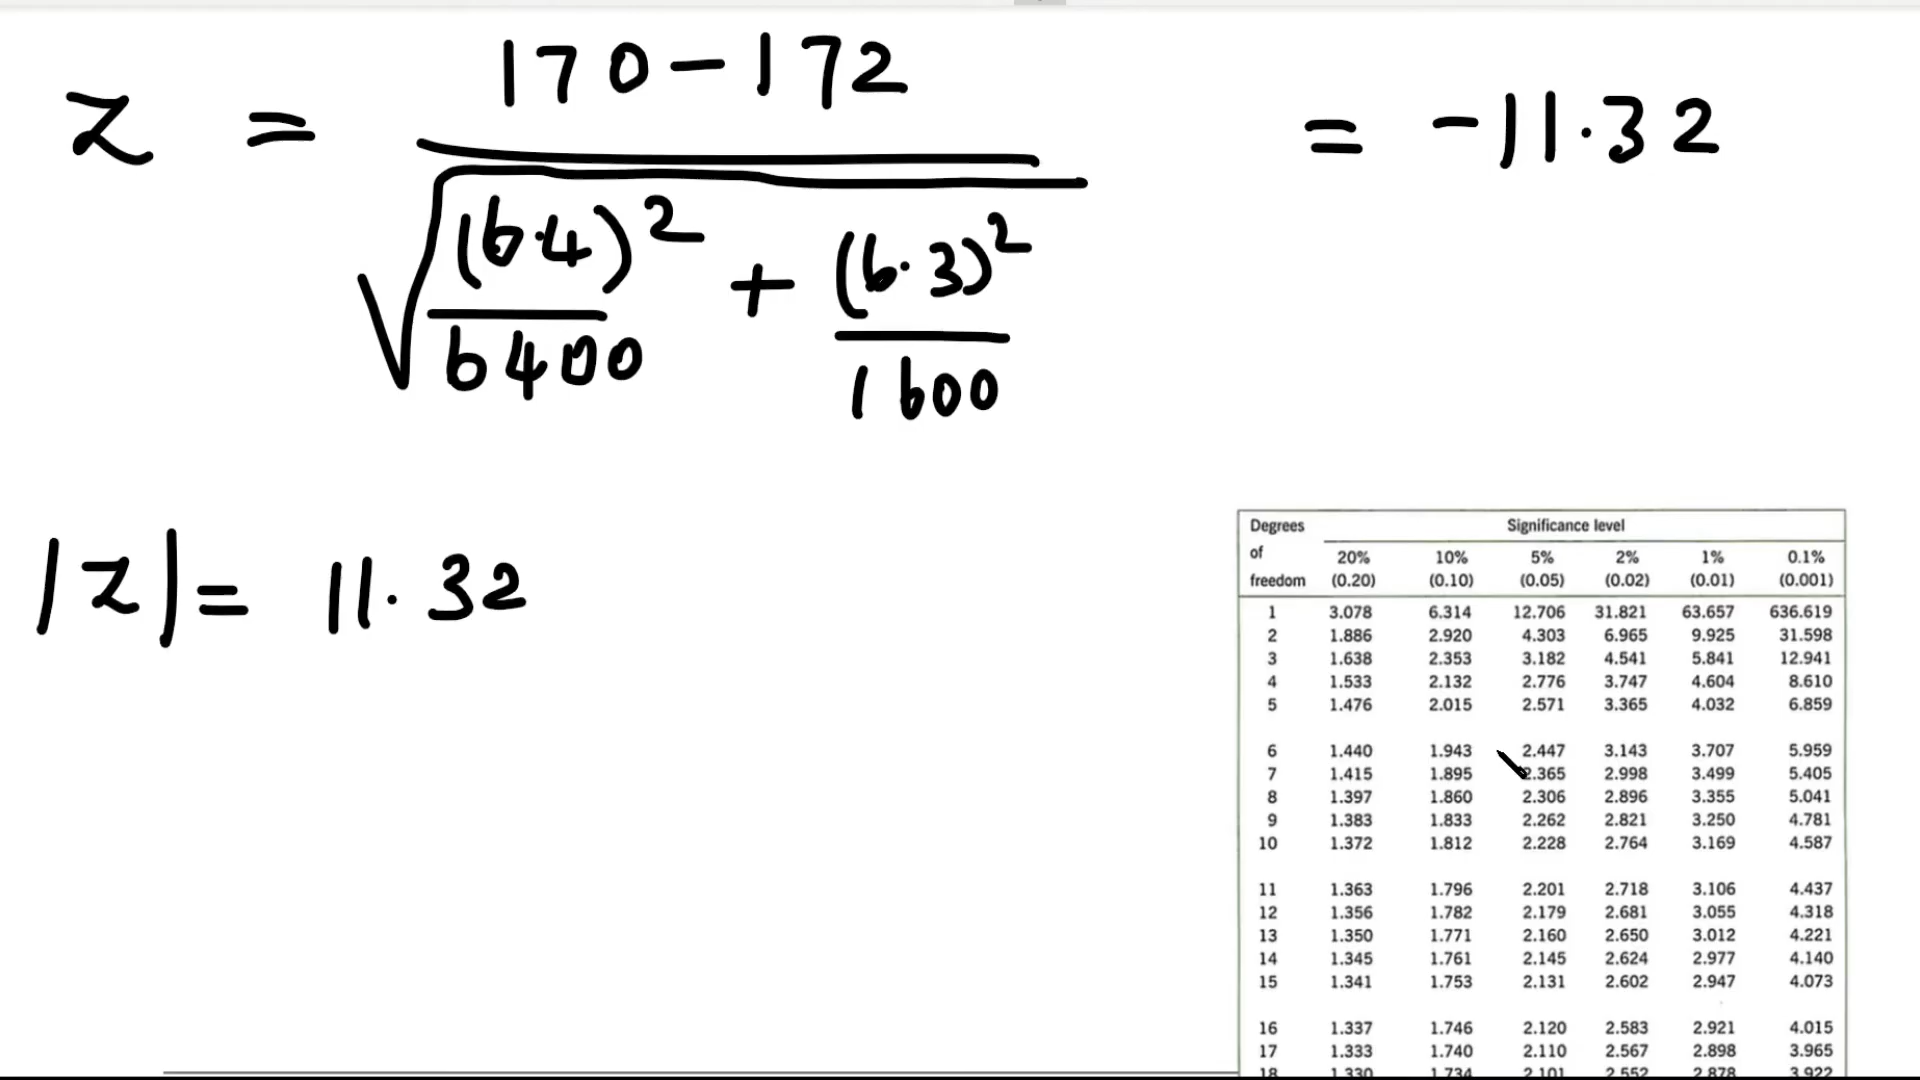 z = (170 - 172) / √((6.4)² / 6400 + (6.3)² / 1600) = -11.32
|z| = 11.32
Degrees of freedom Significance level
20% 10% 5% 2% 1% 0.1%
(0.20) (0.10) (0.05) (0.02) (0.01) (0.001)
1 3.078 6.314 12.706 31.821 63.657 636.619
2 1.886 2.920 4.303 6.965 9.925 31.598
3 1.638 2.353 3.182 4.541 5.841 12.941
4 1.533 2.132 2.776 3.747 4.604 8.610
5 1.476 2.015 2.571 3.365 4.032 6.859
6 1.440 1.943 2.447 3.143 3.707 5.959
7 1.415 1.895 2.365 2.998 3.499 5.405
8 1.397 1.860 2.306 2.896 3.355 5.041
9 1.383 1.833 2.262 2.821 3.250 4.781
10 1.372 1.812 2.228 2.764 3.169 4.587
11 1.363 1.796 2.201 2.718 3.106 4.437
12 1.356 1.782 2.179 2.681 3.055 4.318
13 1.350 1.771 2.160 2.650 3.012 4.221
14 1.345 1.761 2.145 2.624 2.977 4.140
15 1.341 1.753 2.131 2.602 2.947 4.073
16 1.337 1.746 2.120 2.583 2.921 4.015
17 1.333 1.740 2.110 2.567 2.898 3.965
18 1.330 1.734 2.101 2.552 2.878 3.922